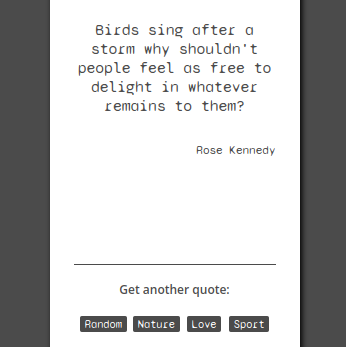 Birds sing after a
storm why shouldn't
people feel as free to
delight in whatever
remains to them?
Rose Kennedy
Get another quote:
Random Nature Love Sport